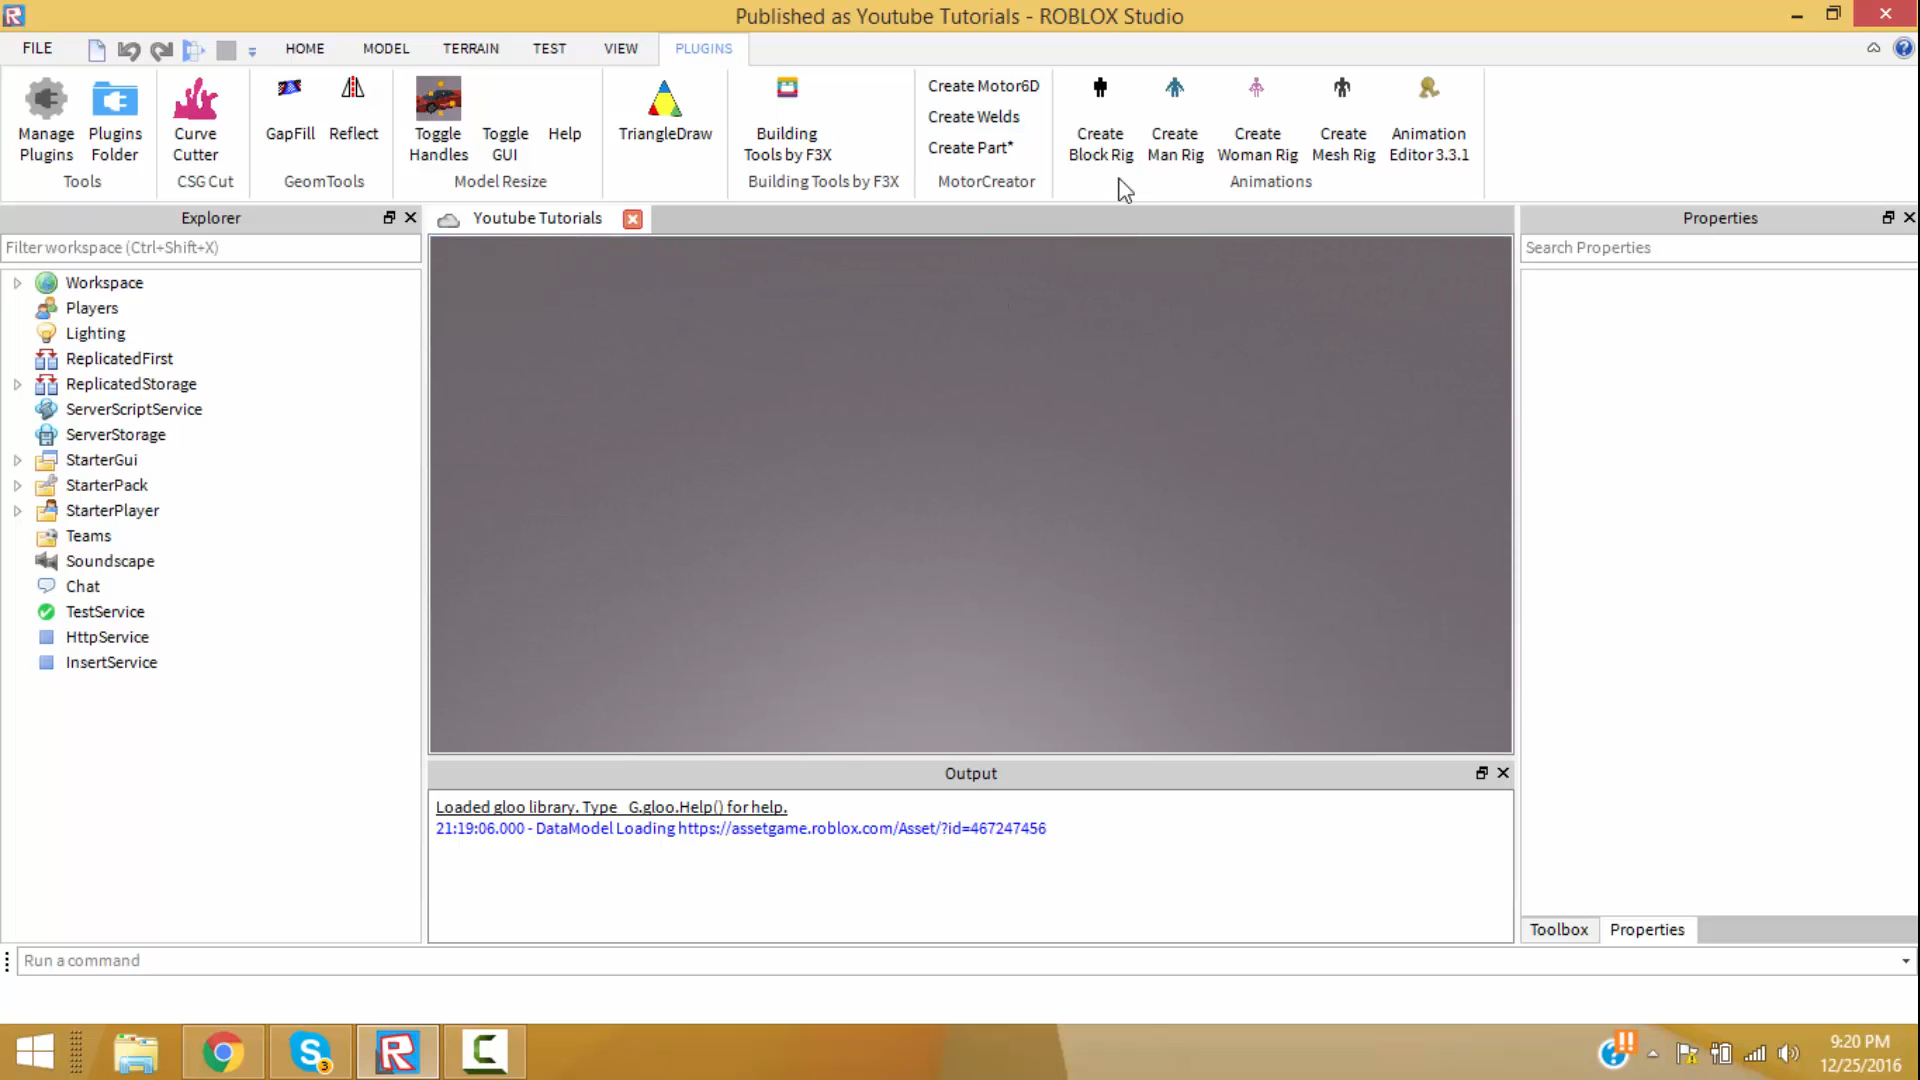 Published as Youtube Tutorials - ROBLOX Studio
FILE HOME MODEL TERRAIN TEST VIEW PLUGINS
Manage Plugins
Plugins Folder
Tools
Curve Cutter
CSG Cut
GapFill
Reflect
GeomTools
Toggle Handles
Toggle GUI
Help
Model Resize
TriangleDraw
Building Tools by F3X
Building Tools by F3X
Create Motor6D
Create Welds
Create Part*
MotorCreator
Create Block Rig
Create Man Rig
Create Woman Rig
Create Mesh Rig
Animation Editor 3.3.1
Animations
Explorer
Filter workspace (Ctrl+Shift+X)
Workspace
Players
Lighting
ReplicatedFirst
ReplicatedStorage
ServerScriptService
ServerStorage
StarterGui
StarterPack
StarterPlayer
Teams
Soundscape
Chat
TestService
HttpService
InsertService
Youtube Tutorials
Output
Loaded gloo library. Type _G.gloo.Help() for help.
21:19:06.000 - DataModel Loading https://assetgame.roblox.com/Asset/?id=467247456
Properties
Search Properties
Toolbox Properties
Run a command
3
9:20 PM
12/25/2016